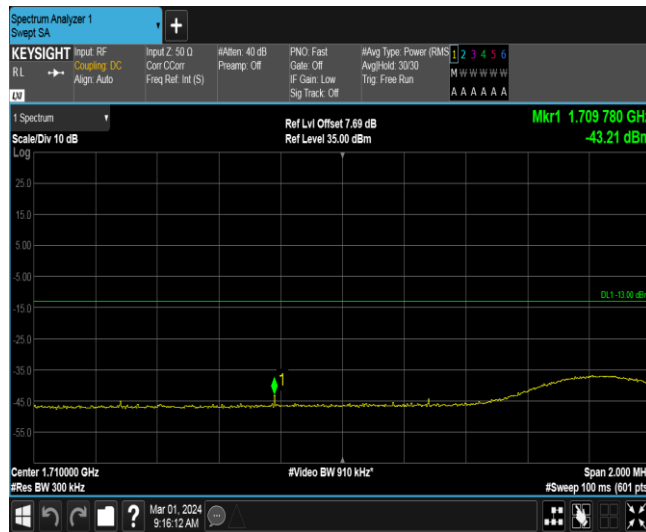 Spectrum Analyzer 1
Swept SA
+
KEYSIGHT
RL
LXI
Input: RF
Coupling: DC
Align: Auto
Input Z: 50 Ω
Corr CCorr
Freq Ref: Int (S)
#Atten: 40 dB
Preamp: Off
PNO: Fast
Gate: Off
IF Gain: Low
Sig Track: Off
#Avg Type: Power (RMS
Avg|Hold: 30/30
Trig: Free Run
1 2 3 4 5 6
M W W W W W
A A A A A A
1 Spectrum
Scale/Div 10 dB
Ref Lvl Offset 7.69 dB
Ref Level 35.00 dBm
Mkr1 1.709 780 GHz
-43.21 dBm
Log
25.0
15.0
5.00
-5.00
DL1 -13.00 dBm
-15.0
-25.0
-35.0
1
-45.0
-55.0
Center 1.710000 GHz
#Res BW 300 kHz
#Video BW 910 kHz*
Span 2.000 MH
#Sweep 100 ms (601 pts
?
Mar 01, 2024
9:16:12 AM